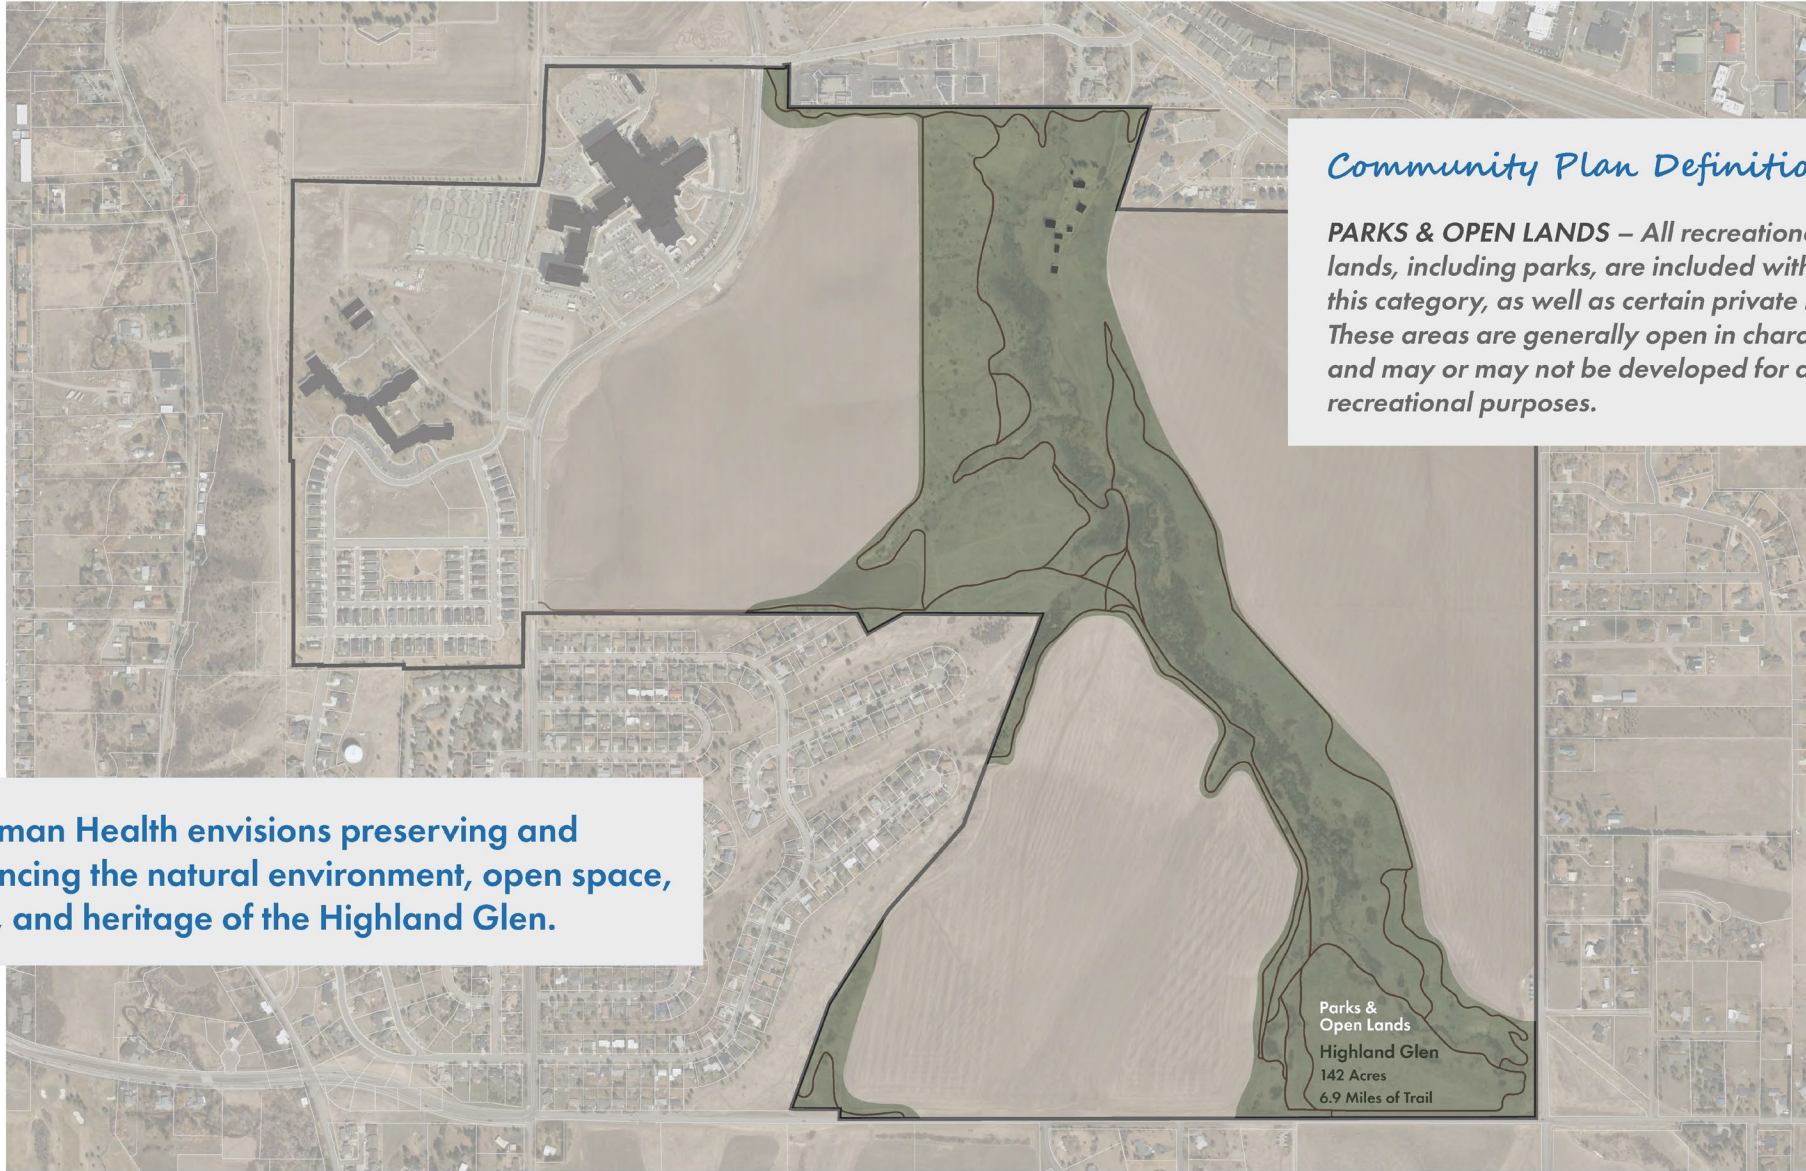 Community Plan Definitio
PARKS & OPEN LANDS – All recreationa
lands, including parks, are included with
this category, as well as certain private
These areas are generally open in charac
and may or may not be developed for a
recreational purposes.
man Health envisions preserving and
ncing the natural environment, open space,
, and heritage of the Highland Glen.
Parks &
Open Lands
Highland Glen
142 Acres
6.9 Miles of Trail